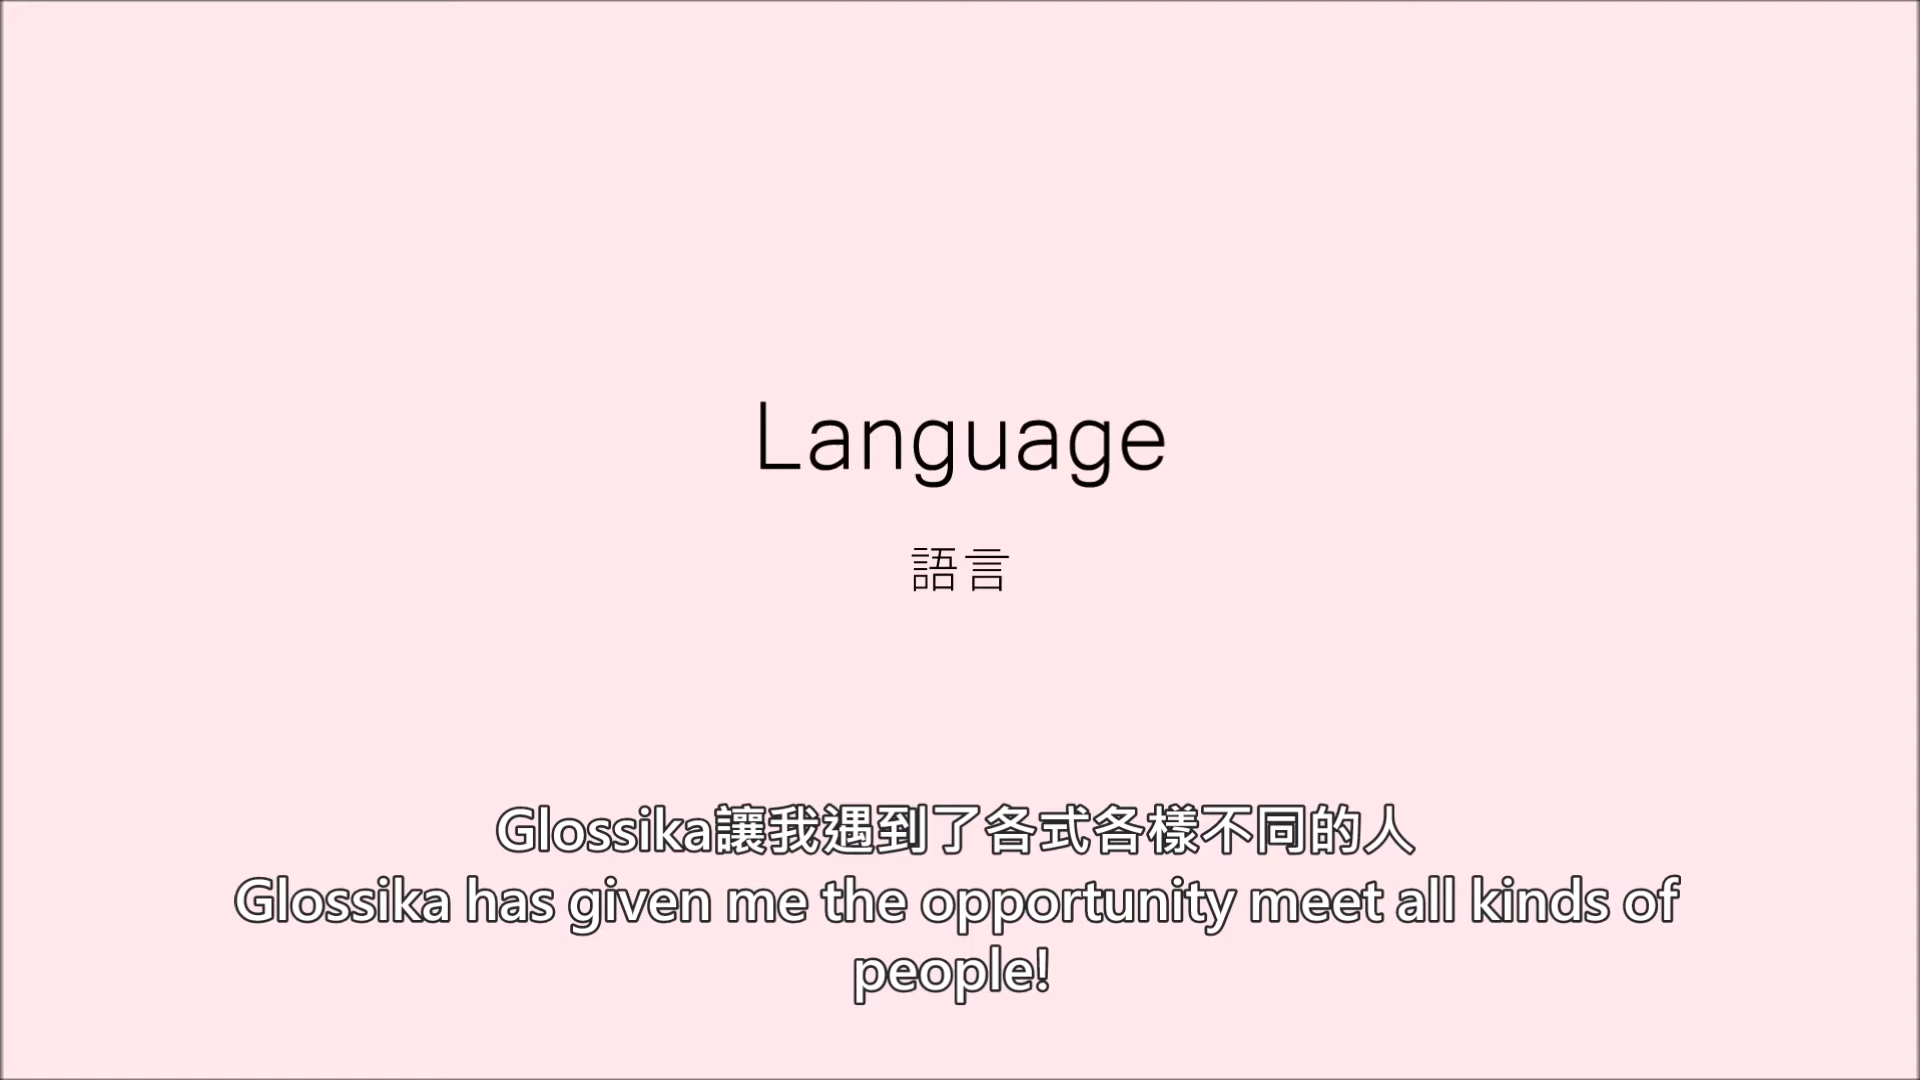 Language
語言
Glossika讓我遇到了各式各樣不同的人
Glossika has given me the opportunity meet all kinds of
people!